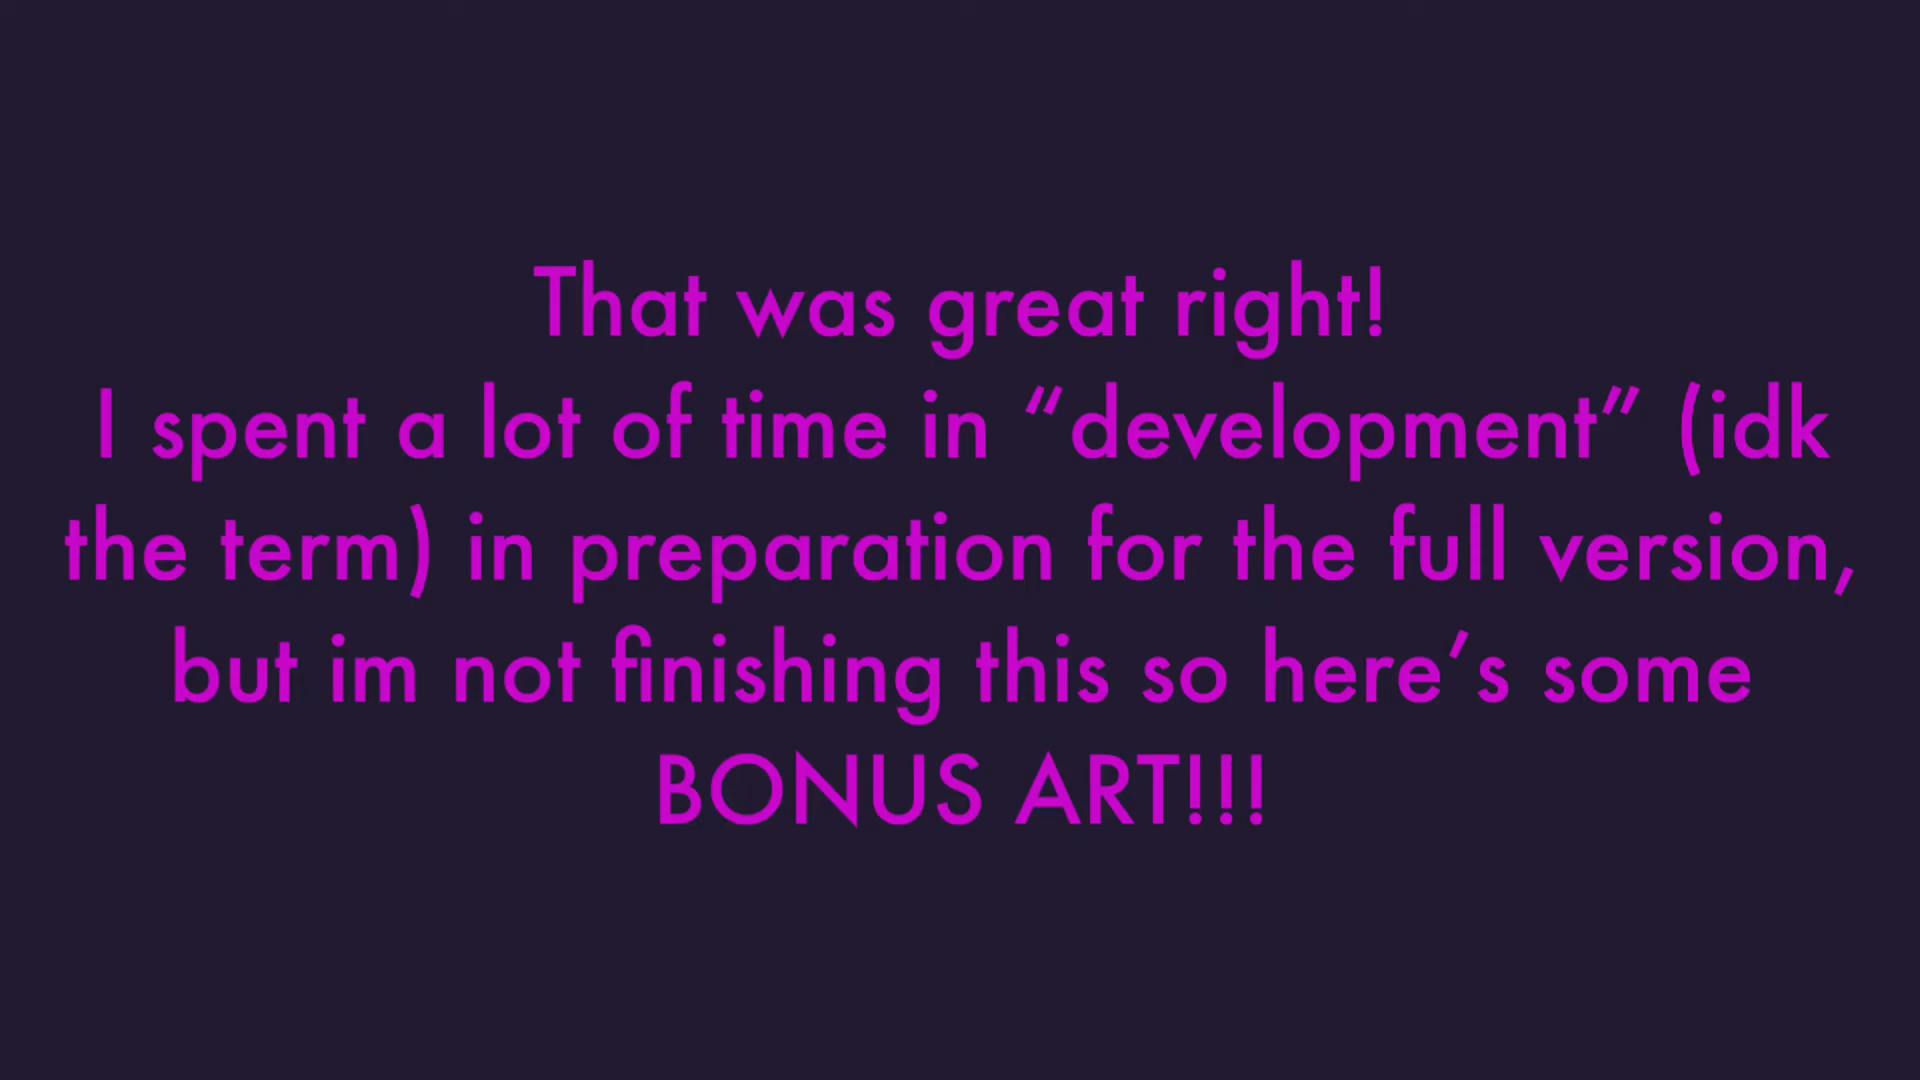 That was great right!
I spent a lot of time in “development” (idk
the term) in preparation for the full version,
but im not finishing this so here’s some
BONUS ART!!!